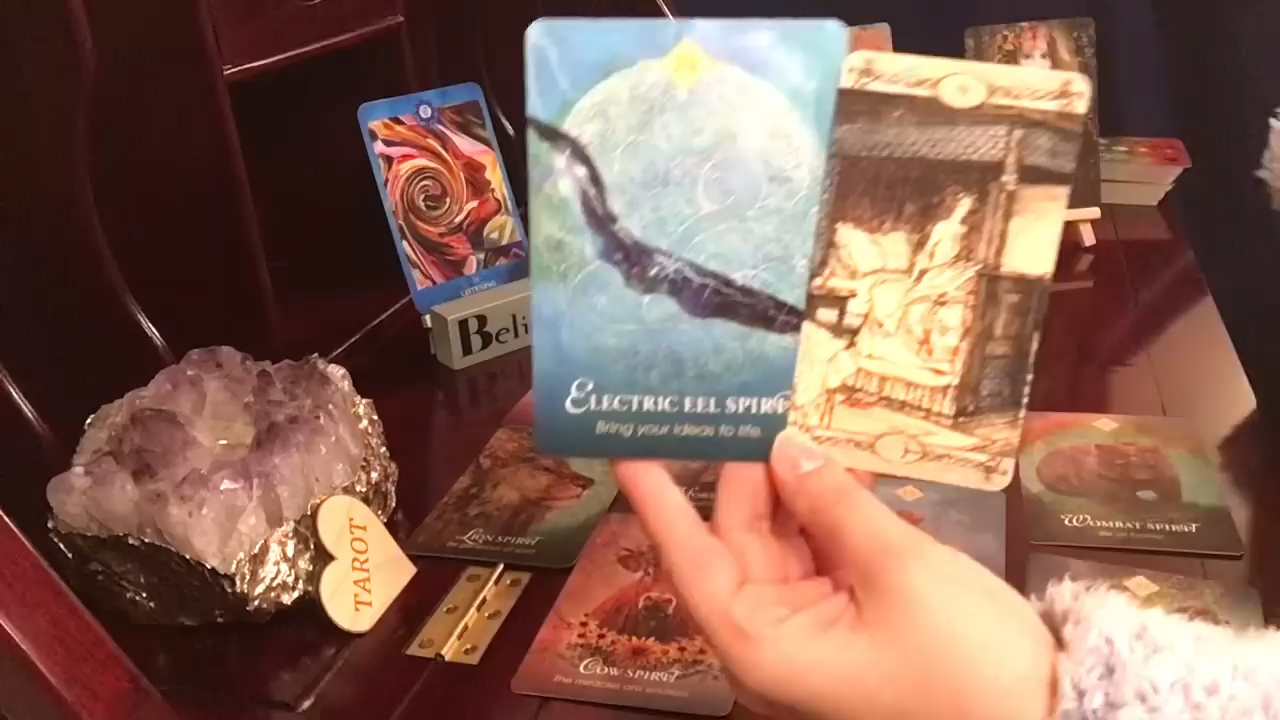 LISTENING
Beli
ELECTRIC EEL SPIRIT
Bring your ideas to life.
LION SPIRIT
WOMBAT SPIRIT
TAROT
COW SPIRIT